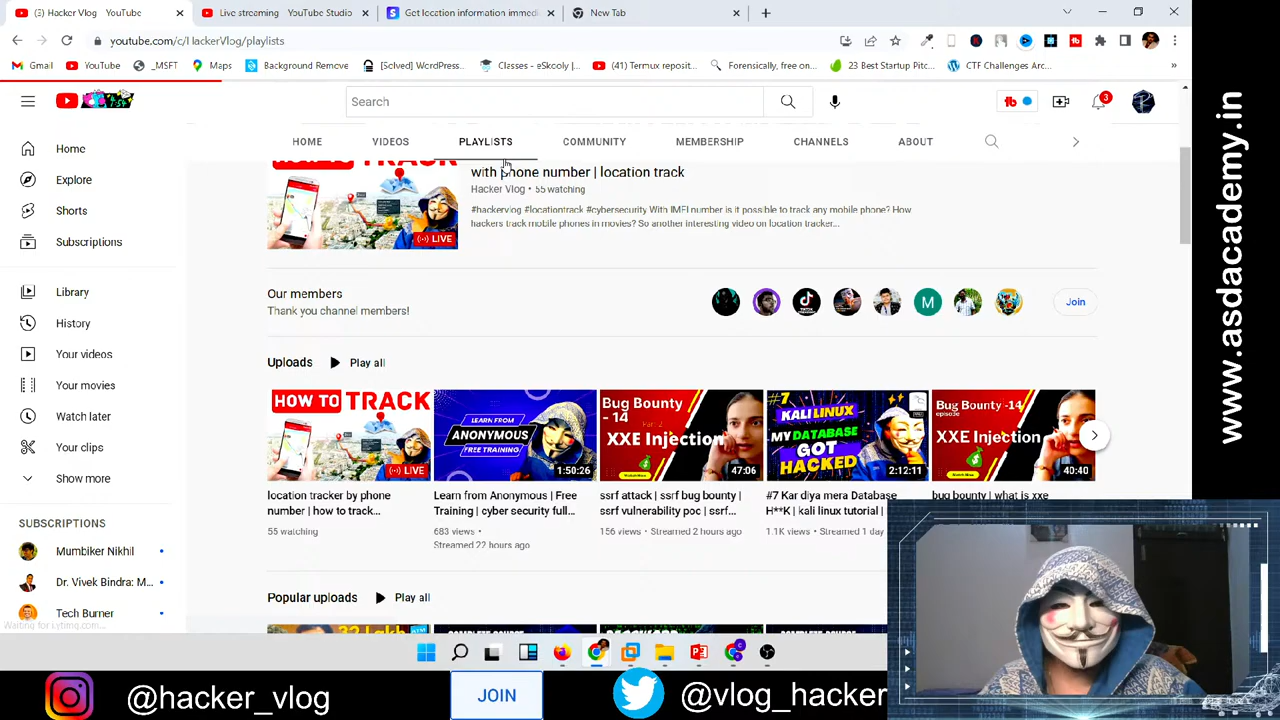 (3) Hacker Vlog - YouTube
Live streaming - YouTube Studio
Get location information immedi
New Tab
youtube.com/c/HackerVlog/playlists
Gmail
YouTube
_MSFT
Maps
Background Remove
[Solved] WordPress...
Classes - eSkooly |...
(41) Termux reposit...
Forensically, free on...
23 Best Startup Pitc...
CTF Challenges Arc...
Search
3
HOME
VIDEOS
PLAYLISTS
COMMUNITY
MEMBERSHIP
CHANNELS
ABOUT
Home
Explore
Shorts
Subscriptions
Library
History
Your videos
Your movies
Watch later
Your clips
Show more
SUBSCRIPTIONS
Mumbiker Nikhil
Dr. Vivek Bindra: M...
Tech Burner
with phone number | location track
Hacker Vlog • 55 watching
#hackervlog #locationtrack #cybersecurity With IMEI number is it possible to track any mobile phone? How
hackers track mobile phones in movies? So another interesting video on location tracker...
LIVE
Our members
Thank you channel members!
M
Join
Uploads
Play all
HOW TO TRACK
LIVE
LEARN FROM
ANONYMOUS
FREE TRAINING
1:50:26
Bug Bounty
- 14
Part 2
XXE Injection
47:06
#7
KALI LINUX
MY DATABASE
GOT
HACKED
2:12:11
Bug Bounty -14
episode
XXE Injection
40:40
location tracker by phone
number | how to track...
55 watching
Learn from Anonymous | Free
Training | cyber security full...
683 views •
Streamed 22 hours ago
ssrf attack | ssrf bug bounty |
ssrf vulnerability poc | ssrf...
156 views • Streamed 2 hours ago
#7 Kar diya mera Database
H**K | kali linux tutorial |
1.1K views • Streamed 1 day
bug bounty | what is xxe
Popular uploads
Play all
www.asdacademy.in
@hacker_vlog
JOIN
@vlog_hacker